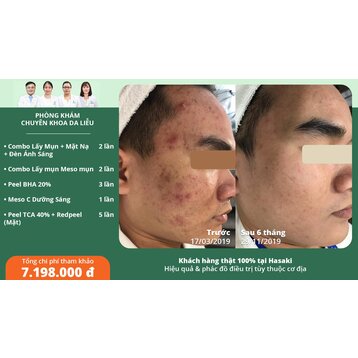 PHÒNG KHÁM
CHUYÊN KHOA DA LIỄU
• Combo Lấy Mụn + Mặt Nạ + Đèn Ánh Sáng 2 lần
• Combo Lấy mụn Meso mụn 2 lần
• Peel BHA 20% 3 lần
• Meso C Dưỡng Sáng 1 lần
• Peel TCA 40% + Redpeel (Mặt) 5 lần
Tổng chi phí tham khảo
7.198.000 đ
Trước
17/03/2019
Sau 6 tháng
29/11/2019
Khách hàng thật 100% tại Hasaki
Hiệu quả & phác đồ điều trị tùy thuộc cơ địa